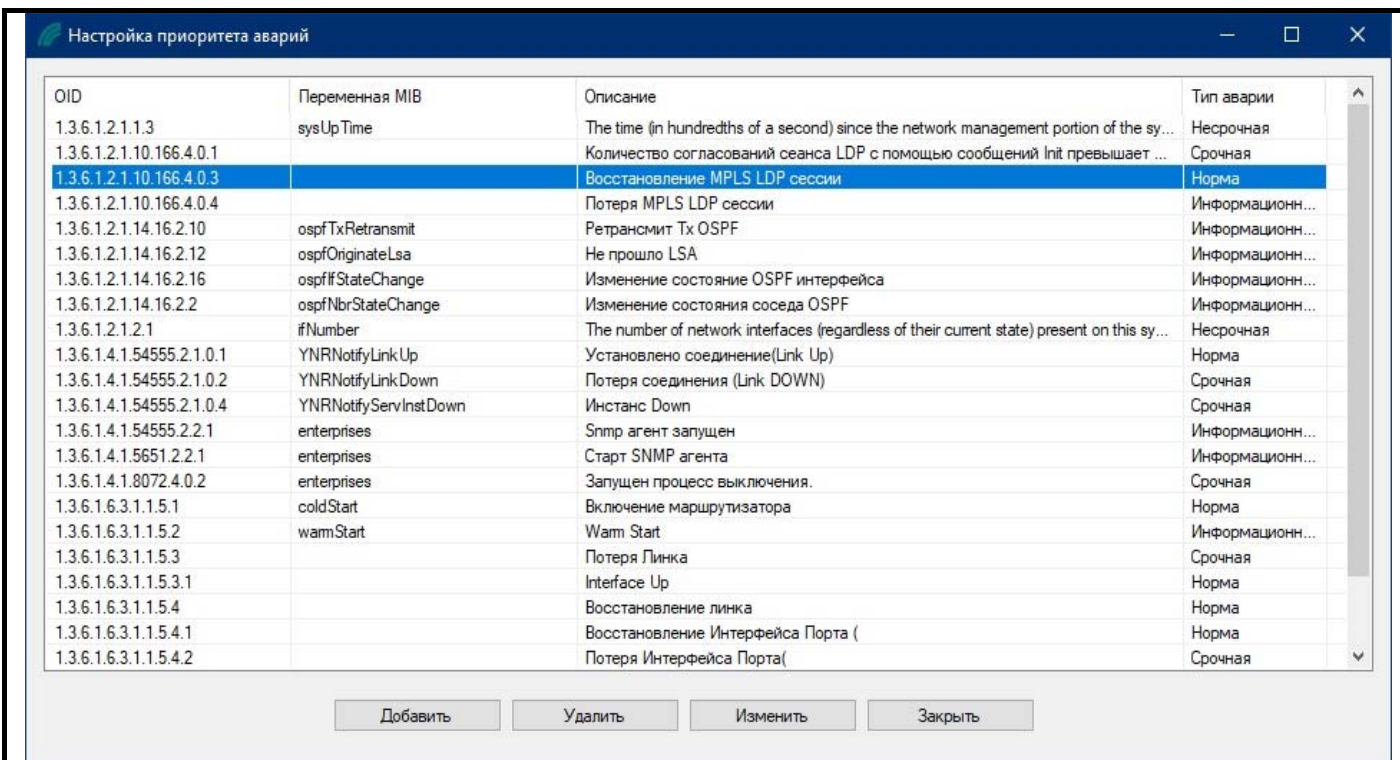 Настройка приоритета аварий
OID Переменная MIB Описание Тип аварии
1.3.6.1.2.1.1.3 sysUpTime The time (in hundredths of a second) since the network management portion of the sy... Несрочная
1.3.6.1.2.1.10.166.4.0.1 Количество согласований сеанса LDP с помощью сообщений Init превышает ... Срочная
1.3.6.1.2.1.10.166.4.0.3 Восстановление MPLS LDP сессии Норма
1.3.6.1.2.1.10.166.4.0.4 Потеря MPLS LDP сессии Информационн...
1.3.6.1.2.1.14.16.2.10 ospfTxRetransmit Ретрансмит Tx OSPF Информационн...
1.3.6.1.2.1.14.16.2.12 ospfOriginateLsa Не прошло LSA Информационн...
1.3.6.1.2.1.14.16.2.16 ospfIfStateChange Изменение состояние OSPF интерфейса Информационн...
1.3.6.1.2.1.14.16.2.2 ospfNbrStateChange Изменение состояния соседа OSPF Информационн...
1.3.6.1.2.1.2.1 ifNumber The number of network interfaces (regardless of their current state) present on this sy... Несрочная
1.3.6.1.4.1.54555.2.1.0.1 YNRNotifyLinkUp Установлено соединение(Link Up) Норма
1.3.6.1.4.1.54555.2.1.0.2 YNRNotifyLinkDown Потеря соединения (Link DOWN) Срочная
1.3.6.1.4.1.54555.2.1.0.4 YNRNotifyServInstDown Инстанс Down Срочная
1.3.6.1.4.1.54555.2.2.1 enterprises Snmp агент запущен Информационн...
1.3.6.1.4.1.5651.2.2.1 enterprises Старт SNMP агента Информационн...
1.3.6.1.4.1.8072.4.0.2 enterprises Запущен процесс выключения. Срочная
1.3.6.1.6.3.1.1.5.1 coldStart Включение маршрутизатора Норма
1.3.6.1.6.3.1.1.5.2 warmStart Warm Start Информационн...
1.3.6.1.6.3.1.1.5.3 Потеря Линка Срочная
1.3.6.1.6.3.1.1.5.3.1 Interface Up Норма
1.3.6.1.6.3.1.1.5.4 Восстановление линка Норма
1.3.6.1.6.3.1.1.5.4.1 Восстановление Интерфейса Порта ( Норма
1.3.6.1.6.3.1.1.5.4.2 Потеря Интерфейса Порта( Срочная
Добавить Удалить Изменить Закрыть